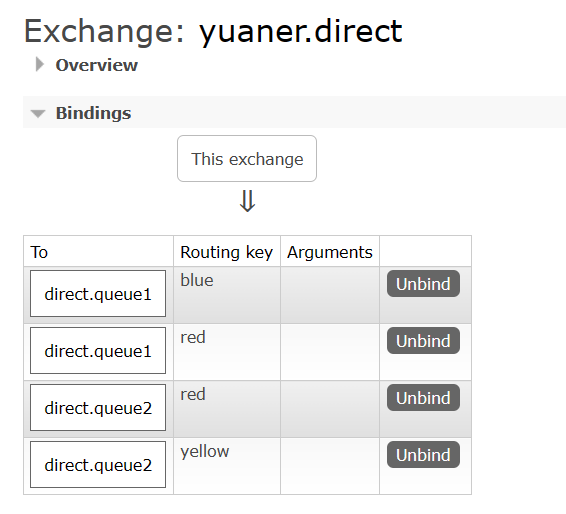 Exchange: yuaner.direct
Overview
Bindings
This exchange
To Routing key Arguments
direct.queue1 blue Unbind
direct.queue1 red Unbind
direct.queue2 red Unbind
direct.queue2 yellow Unbind